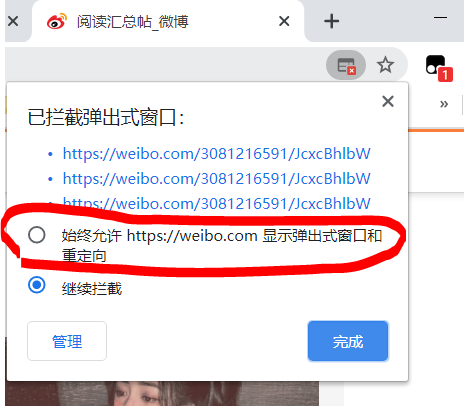 阅读汇总帖_微博
1
»
已拦截弹出式窗口：
• https://weibo.com/3081216591/JcxcBhlbW
• https://weibo.com/3081216591/JcxcBhlbW
• https://weibo.com/3081216591/JcxcBhlbW
始终允许 https://weibo.com 显示弹出式窗口和
重定向
继续拦截
管理 完成